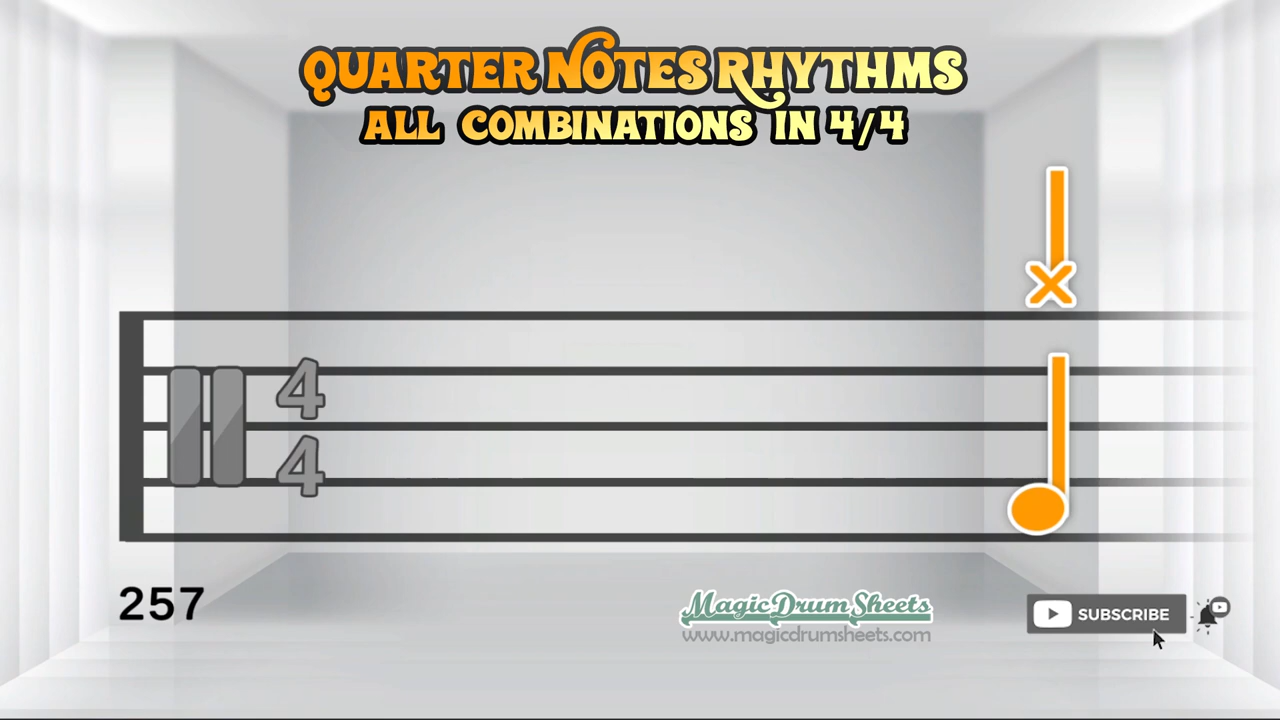 QUARTER NOTES RHYTHMS
ALL COMBINATIONS IN 4/4
4
4
257
MagicDrumSheets
www.magicdrumsheets.com
SUBSCRIBE